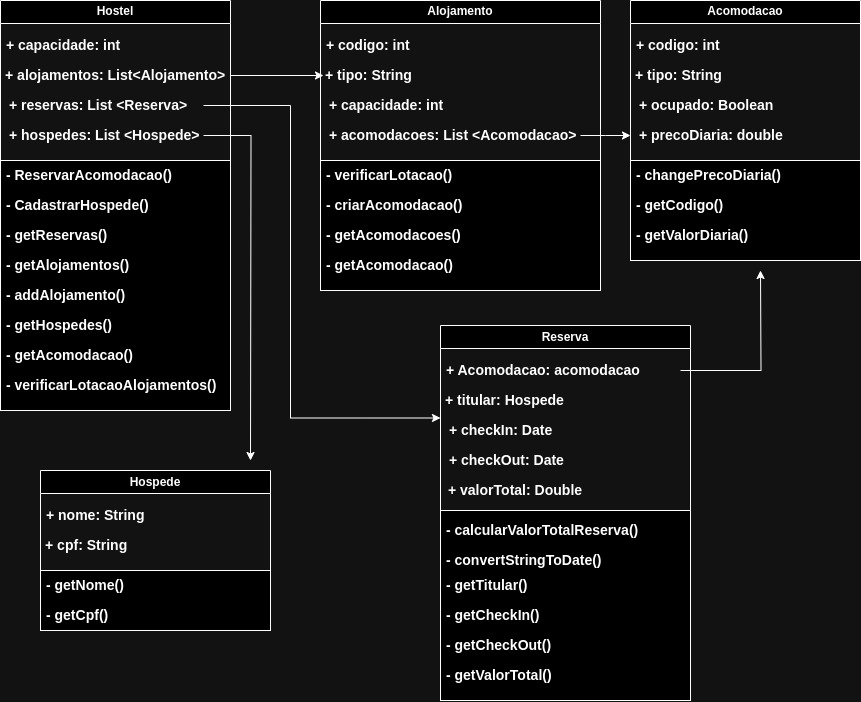 Hostel
+ capacidade: int
+ alojamentos: List<Alojamento>
+ reservas: List <Reserva>
+ hospedes: List <Hospede>
- ReservarAcomodacao()
- CadastrarHospede()
- getReservas()
- getAlojamentos()
- addAlojamento()
- getHospedes()
- getAcomodacao()
- verificarLotacaoAlojamentos()
Alojamento
+ codigo: int
+ tipo: String
+ capacidade: int
+ acomodacoes: List <Acomodacao>
- verificarLotacao()
- criarAcomodacao()
- getAcomodacoes()
- getAcomodacao()
Acomodacao
+ codigo: int
+ tipo: String
+ ocupado: Boolean
+ precoDiaria: double
- changePrecoDiaria()
- getCodigo()
- getValorDiaria()
Reserva
+ Acomodacao: acomodacao
+ titular: Hospede
+ checkIn: Date
+ checkOut: Date
+ valorTotal: Double
- calcularValorTotalReserva()
- convertStringToDate()
- getTitular()
- getCheckIn()
- getCheckOut()
- getValorTotal()
Hospede
+ nome: String
+ cpf: String
- getNome()
- getCpf()